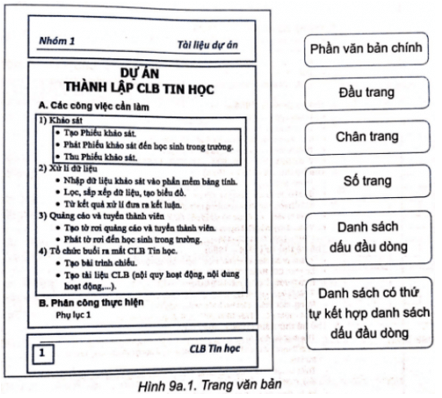 Nhóm 1 Tài liệu dự án
DỰ ÁN
THÀNH LẬP CLB TIN HỌC
A. Các công việc cần làm
1) Khảo sát
• Tạo Phiếu khảo sát.
• Phát Phiếu khảo sát đến học sinh trong trường.
• Thu Phiếu khảo sát.
2) Xử lí dữ liệu
• Nhập dữ liệu khảo sát vào phần mềm bảng tính.
• Lọc, sắp xếp dữ liệu, tạo biểu đồ.
• Từ kết quả xử lí đưa ra kết luận.
3) Quảng cáo và tuyển thành viên
• Tạo tờ rơi quảng cáo và tuyển thành viên.
• Phát tờ rơi đến học sinh trong trường.
4) Tổ chức buổi ra mắt CLB Tin học.
• Tạo bài trình chiếu.
• Tạo tài liệu CLB (nội quy hoạt động, nội dung
hoạt động,...).
B. Phân công thực hiện
Phụ lục 1
1 CLB Tin học
Phần văn bản chính
Đầu trang
Chân trang
Số trang
Danh sách
dấu đầu dòng
Danh sách có thứ
tự kết hợp danh sách
dấu đầu dòng
Hình 9a.1. Trang văn bản